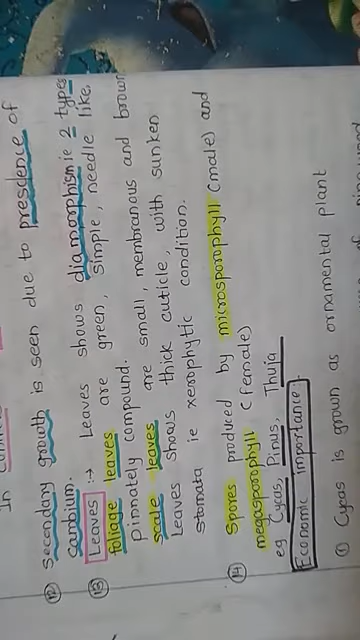 In
⑫ Secondary growth is seen due to presdence of
cambium.
⑬ Leaves :→ Leaves shows diamorphism ie 2 types
foliage leaves are green, simple, needle like,
pinnately compound.
scale leaves are small, membranous and brown
Leaves shows thick cuticle, with sunken
stomata ie xerophytic condition.
⑭ Spores produced by microsporophyll (male) and
megasporophyll (female)
eg Cycas, Pinus, Thuja
Economic importance
① Cycas is grown as ornamental plant